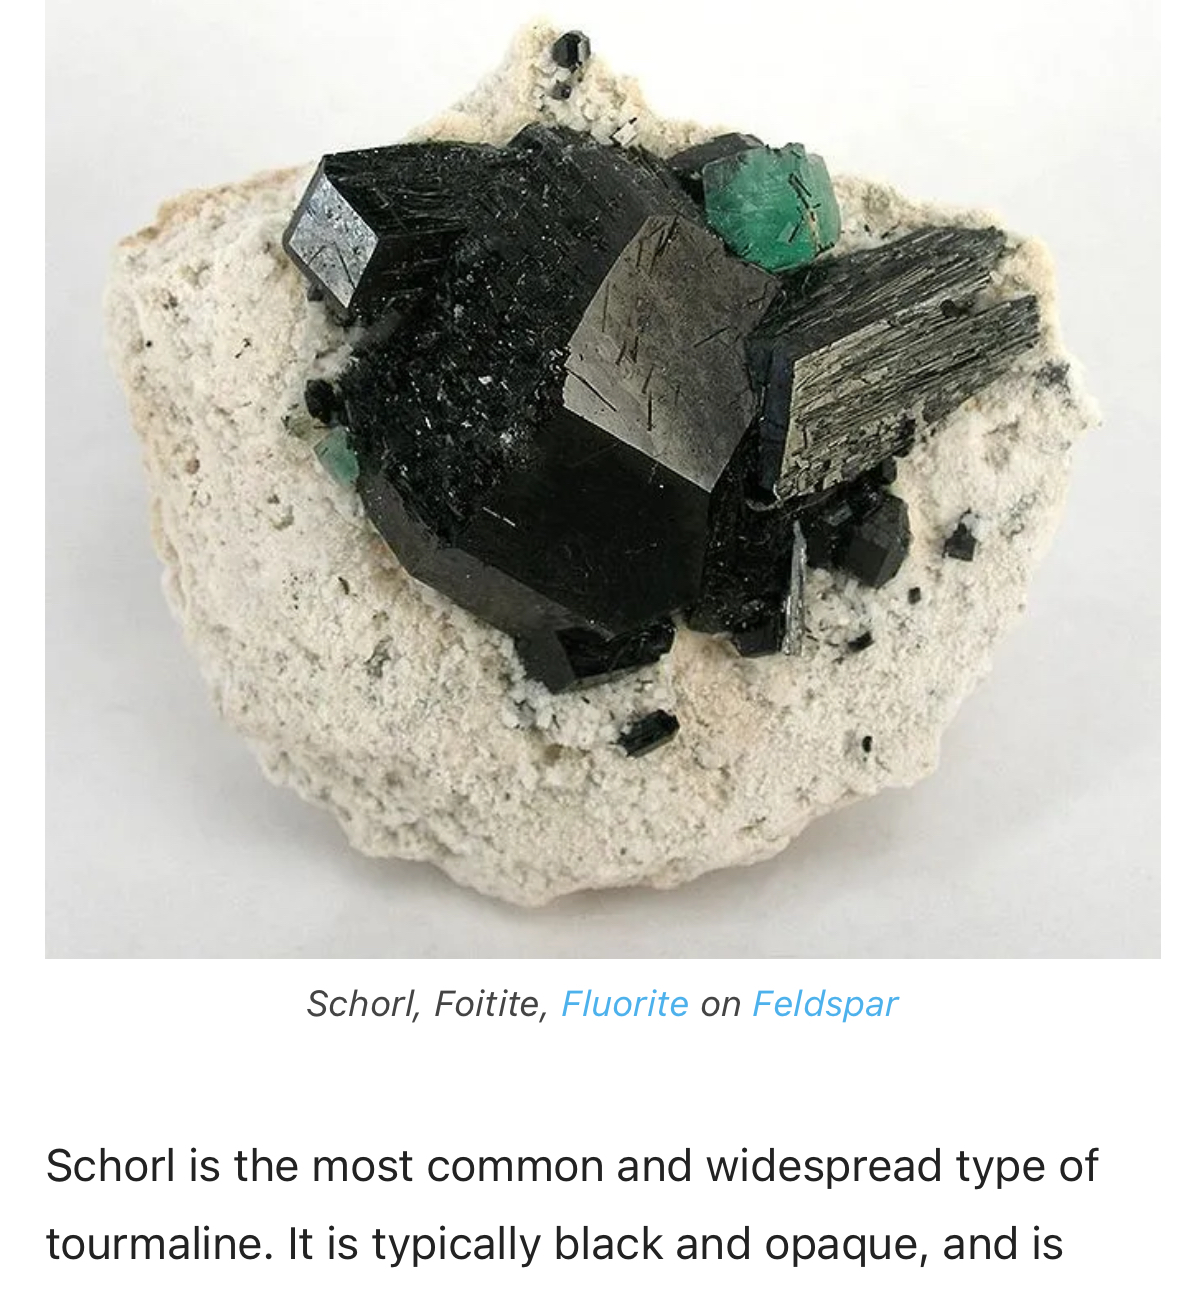 Schorl, Foitite, Fluorite on Feldspar
Schorl is the most common and widespread type of
tourmaline. It is typically black and opaque, and is